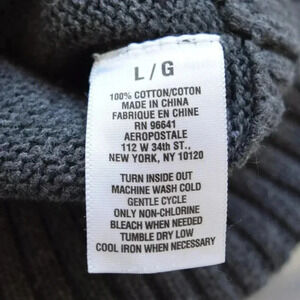 L / G
100% COTTON/COTON
MADE IN CHINA
FABRIQUE EN CHINE
RN 96641
AEROPOSTALE
112 W 34th ST.,
NEW YORK, NY 10120
TURN INSIDE OUT
MACHINE WASH COLD
GENTLE CYCLE
ONLY NON-CHLORINE
BLEACH WHEN NEEDED
TUMBLE DRY LOW
COOL IRON WHEN NECESSARY